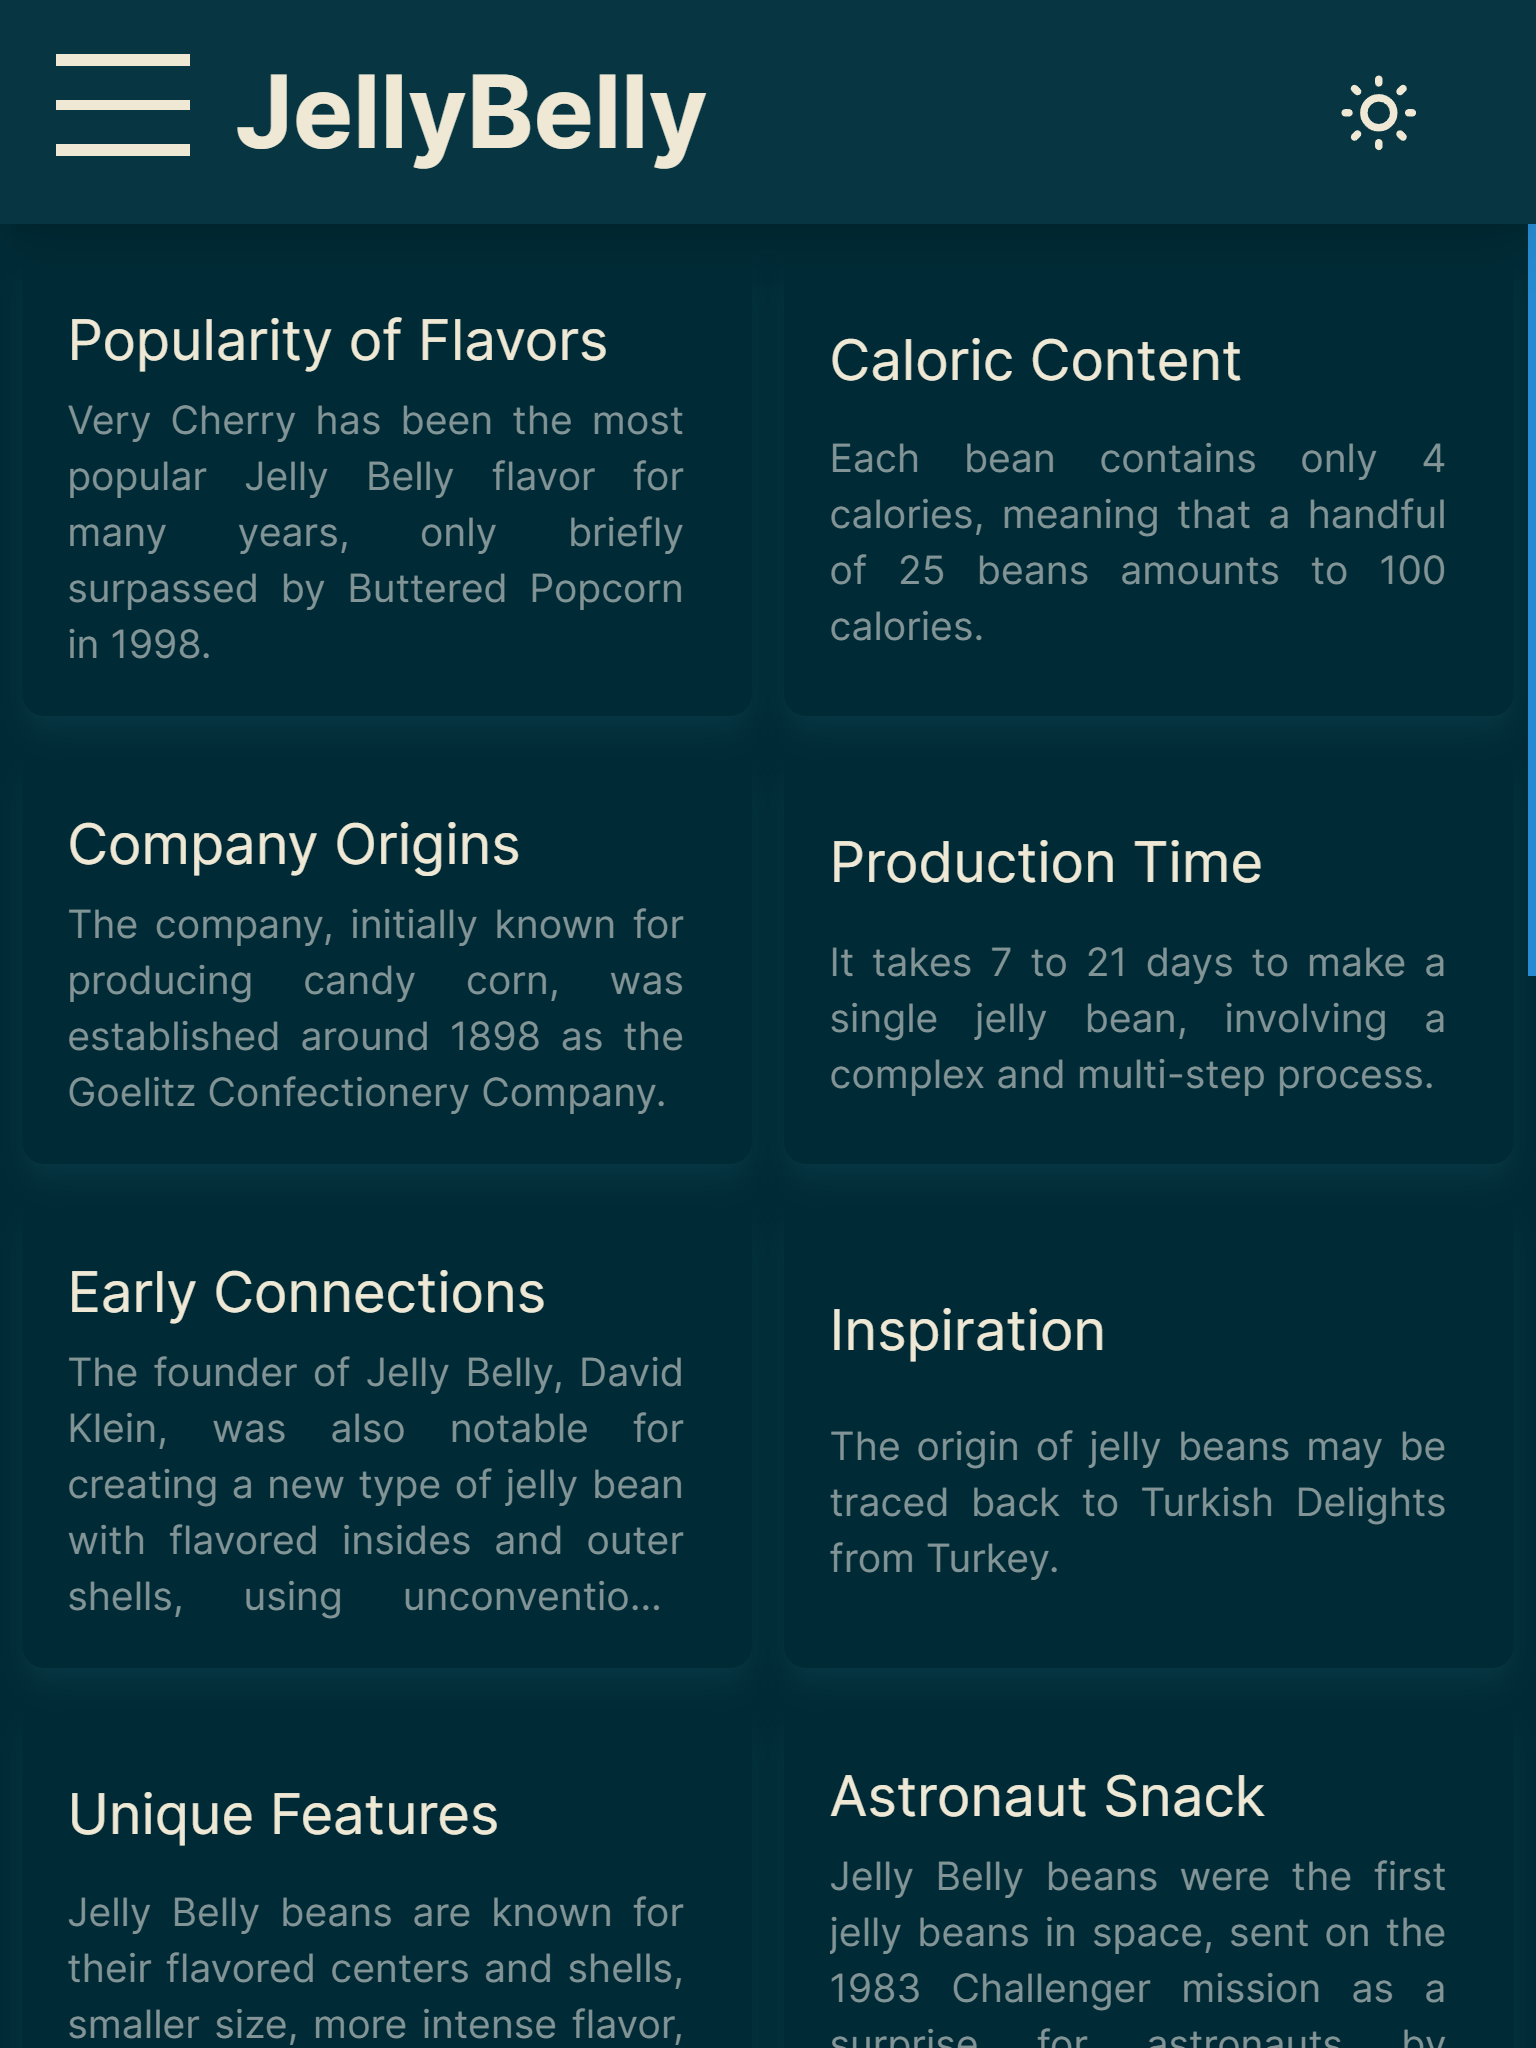 JellyBelly
Popularity of Flavors
Very Cherry has been the most
popular Jelly Belly flavor for
many years, only briefly
surpassed by Buttered Popcorn
in 1998.
Caloric Content
Each bean contains only 4
calories, meaning that a handful
of 25 beans amounts to 100
calories.
Company Origins
The company, initially known for
producing candy corn, was
established around 1898 as the
Goelitz Confectionery Company.
Production Time
It takes 7 to 21 days to make a
single jelly bean, involving a
complex and multi-step process.
Early Connections
The founder of Jelly Belly, David
Klein, was also notable for
creating a new type of jelly bean
with flavored insides and outer
shells, using unconventio...
Inspiration
The origin of jelly beans may be
traced back to Turkish Delights
from Turkey.
Unique Features
Jelly Belly beans are known for
their flavored centers and shells,
smaller size, more intense flavor,
Astronaut Snack
Jelly Belly beans were the first
jelly beans in space, sent on the
1983 Challenger mission as a
surprise for astronauts by